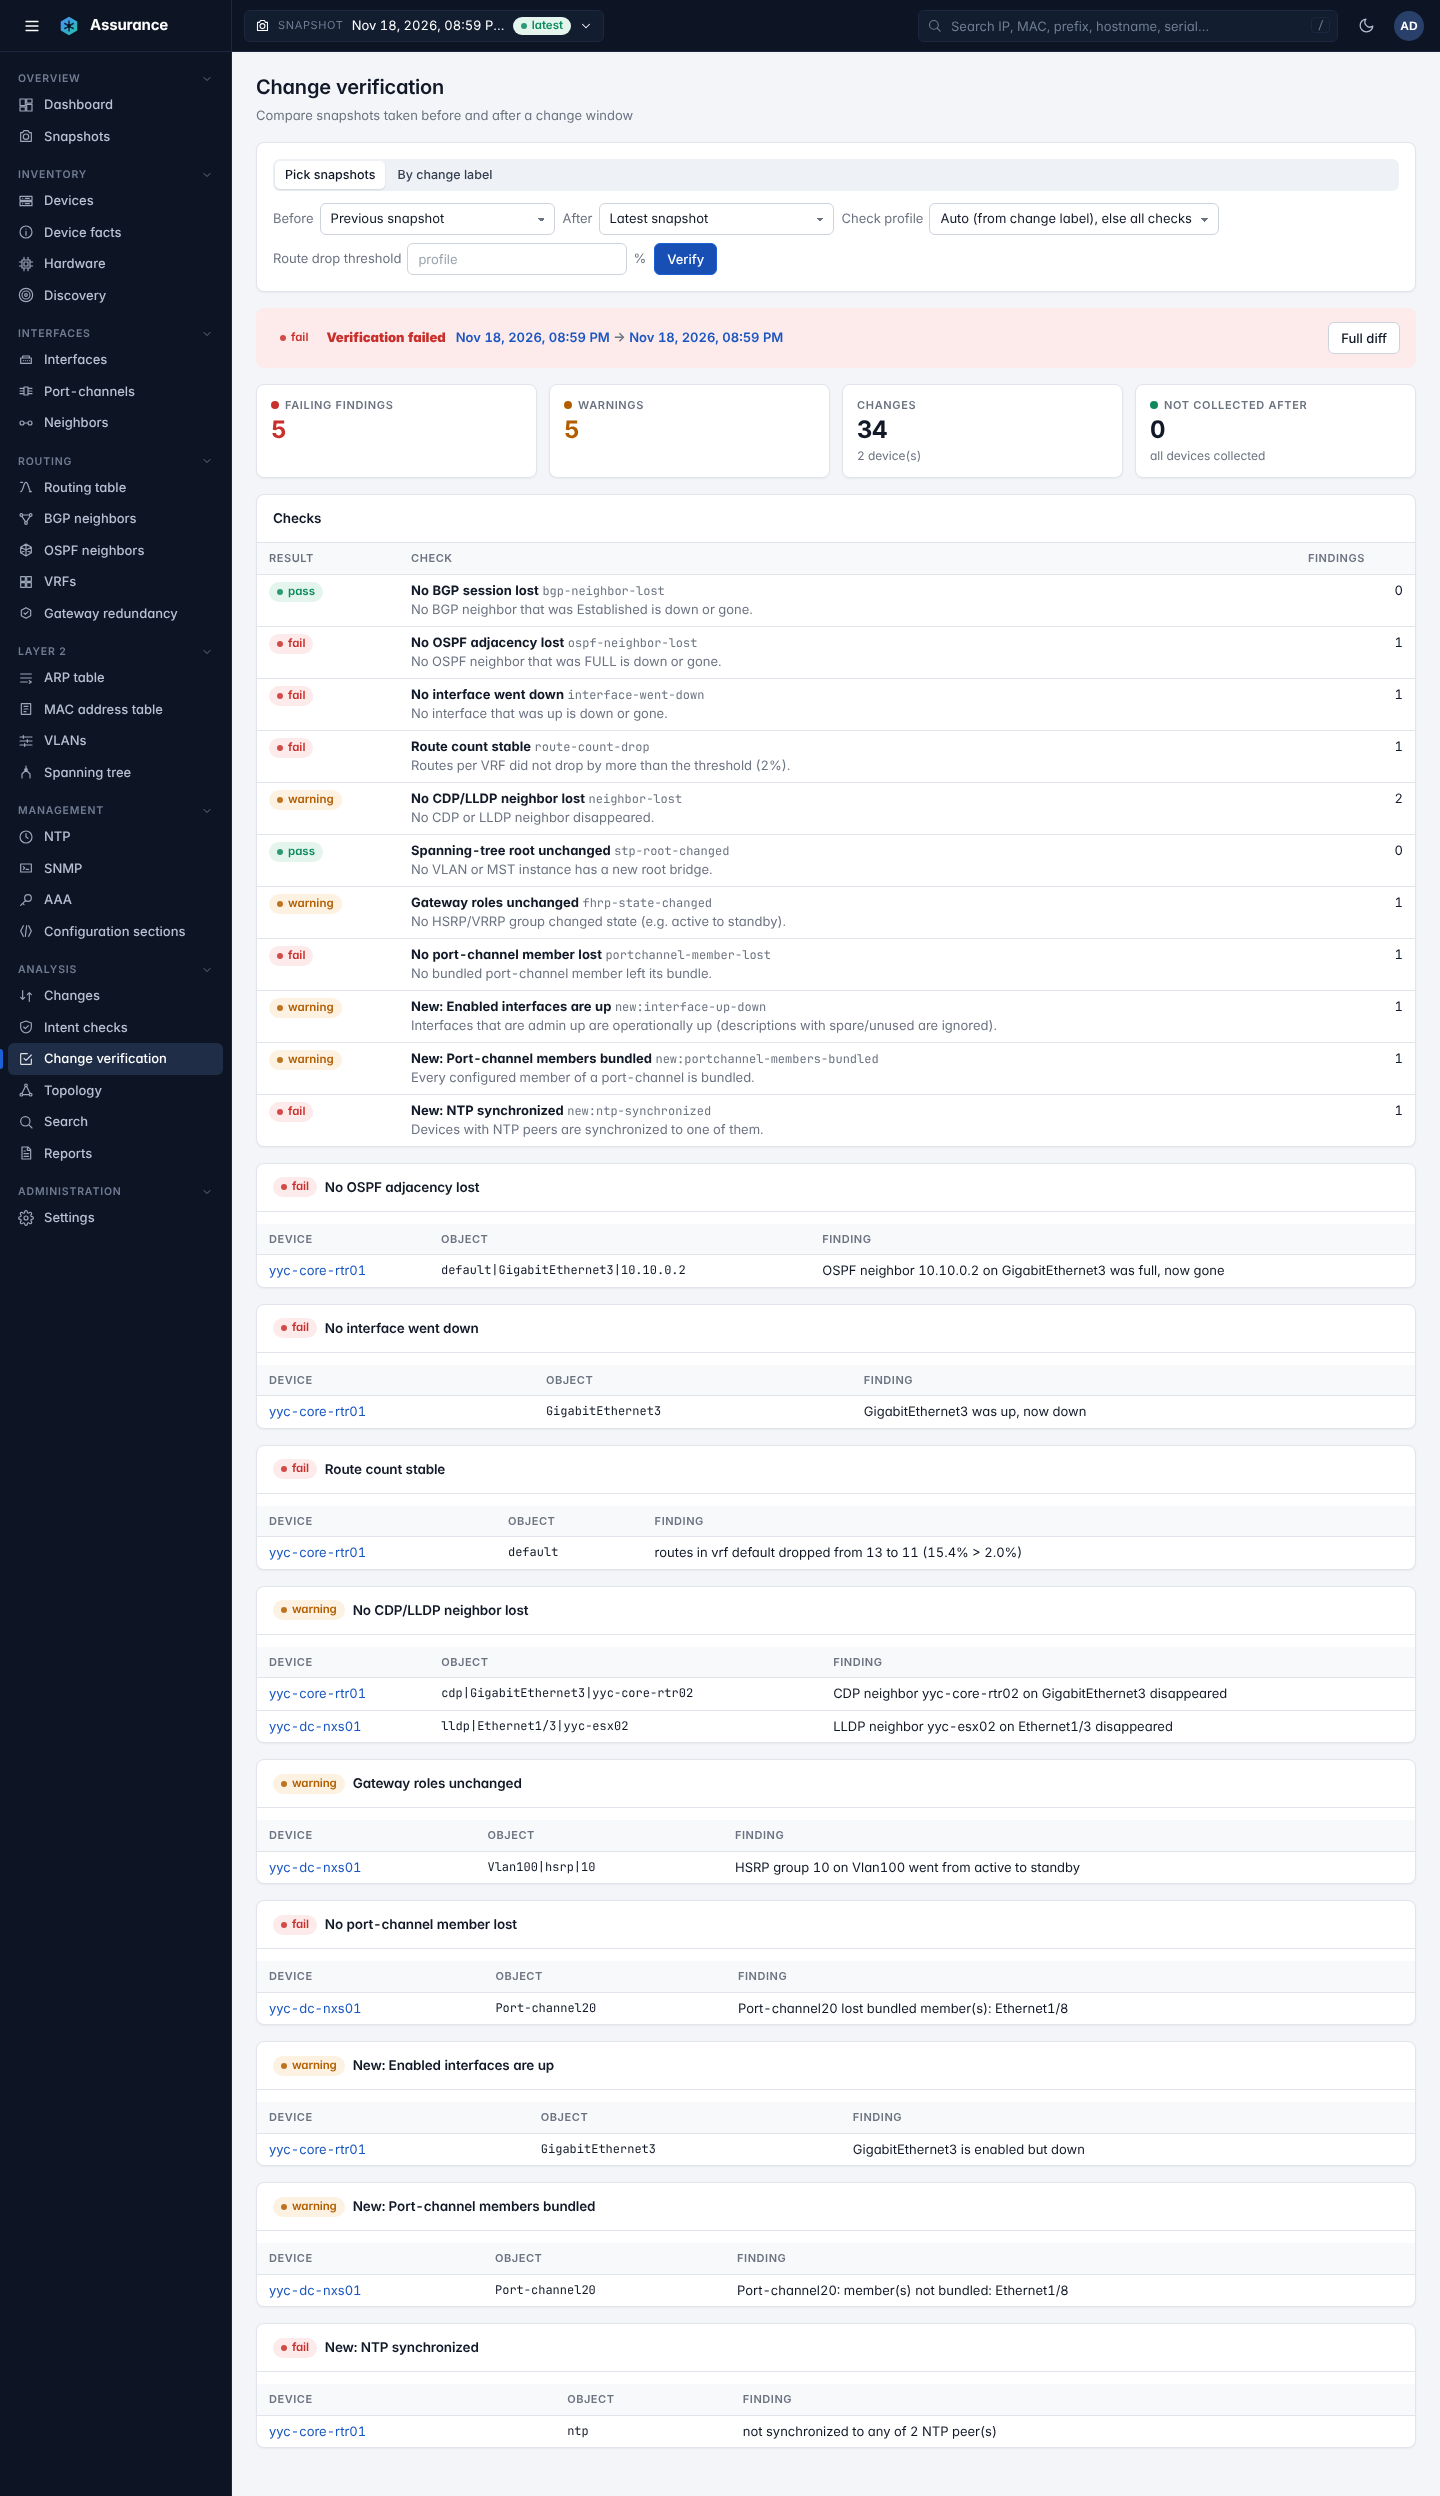 Assurance
SNAPSHOT Nov 18, 2026, 08:59 P... latest
Search IP, MAC, prefix, hostname, serial... /
AD
OVERVIEW
Dashboard
Snapshots
INVENTORY
Devices
Device facts
Hardware
Discovery
INTERFACES
Interfaces
Port-channels
Neighbors
ROUTING
Routing table
BGP neighbors
OSPF neighbors
VRFs
Gateway redundancy
LAYER 2
ARP table
MAC address table
VLANs
Spanning tree
MANAGEMENT
NTP
SNMP
AAA
Configuration sections
ANALYSIS
Changes
Intent checks
Change verification
Topology
Search
Reports
ADMINISTRATION
Settings
Change verification
Compare snapshots taken before and after a change window
Pick snapshots By change label
Before Previous snapshot After Latest snapshot Check profile Auto (from change label), else all checks
Route drop threshold profile % Verify
fail Verification failed Nov 18, 2026, 08:59 PM → Nov 18, 2026, 08:59 PM Full diff
FAILING FINDINGS
5
WARNINGS
5
CHANGES
34
2 device(s)
NOT COLLECTED AFTER
0
all devices collected
Checks
RESULT CHECK FINDINGS
pass No BGP session lost bgp-neighbor-lost 0
No BGP neighbor that was Established is down or gone.
fail No OSPF adjacency lost ospf-neighbor-lost 1
No OSPF neighbor that was FULL is down or gone.
fail No interface went down interface-went-down 1
No interface that was up is down or gone.
fail Route count stable route-count-drop 1
Routes per VRF did not drop by more than the threshold (2%).
warning No CDP/LLDP neighbor lost neighbor-lost 2
No CDP or LLDP neighbor disappeared.
pass Spanning-tree root unchanged stp-root-changed 0
No VLAN or MST instance has a new root bridge.
warning Gateway roles unchanged fhrp-state-changed 1
No HSRP/VRRP group changed state (e.g. active to standby).
fail No port-channel member lost portchannel-member-lost 1
No bundled port-channel member left its bundle.
warning New: Enabled interfaces are up new:interface-up-down 1
Interfaces that are admin up are operationally up (descriptions with spare/unused are ignored).
warning New: Port-channel members bundled new:portchannel-members-bundled 1
Every configured member of a port-channel is bundled.
fail New: NTP synchronized new:ntp-synchronized 1
Devices with NTP peers are synchronized to one of them.
fail No OSPF adjacency lost
DEVICE OBJECT FINDING
yyc-core-rtr01 default|GigabitEthernet3|10.10.0.2 OSPF neighbor 10.10.0.2 on GigabitEthernet3 was full, now gone
fail No interface went down
DEVICE OBJECT FINDING
yyc-core-rtr01 GigabitEthernet3 GigabitEthernet3 was up, now down
fail Route count stable
DEVICE OBJECT FINDING
yyc-core-rtr01 default routes in vrf default dropped from 13 to 11 (15.4% > 2.0%)
warning No CDP/LLDP neighbor lost
DEVICE OBJECT FINDING
yyc-core-rtr01 cdp|GigabitEthernet3|yyc-core-rtr02 CDP neighbor yyc-core-rtr02 on GigabitEthernet3 disappeared
yyc-dc-nxs01 lldp|Ethernet1/3|yyc-esx02 LLDP neighbor yyc-esx02 on Ethernet1/3 disappeared
warning Gateway roles unchanged
DEVICE OBJECT FINDING
yyc-dc-nxs01 Vlan100|hsrp|10 HSRP group 10 on Vlan100 went from active to standby
fail No port-channel member lost
DEVICE OBJECT FINDING
yyc-dc-nxs01 Port-channel20 Port-channel20 lost bundled member(s): Ethernet1/8
warning New: Enabled interfaces are up
DEVICE OBJECT FINDING
yyc-core-rtr01 GigabitEthernet3 GigabitEthernet3 is enabled but down
warning New: Port-channel members bundled
DEVICE OBJECT FINDING
yyc-dc-nxs01 Port-channel20 Port-channel20: member(s) not bundled: Ethernet1/8
fail New: NTP synchronized
DEVICE OBJECT FINDING
yyc-core-rtr01 ntp not synchronized to any of 2 NTP peer(s)